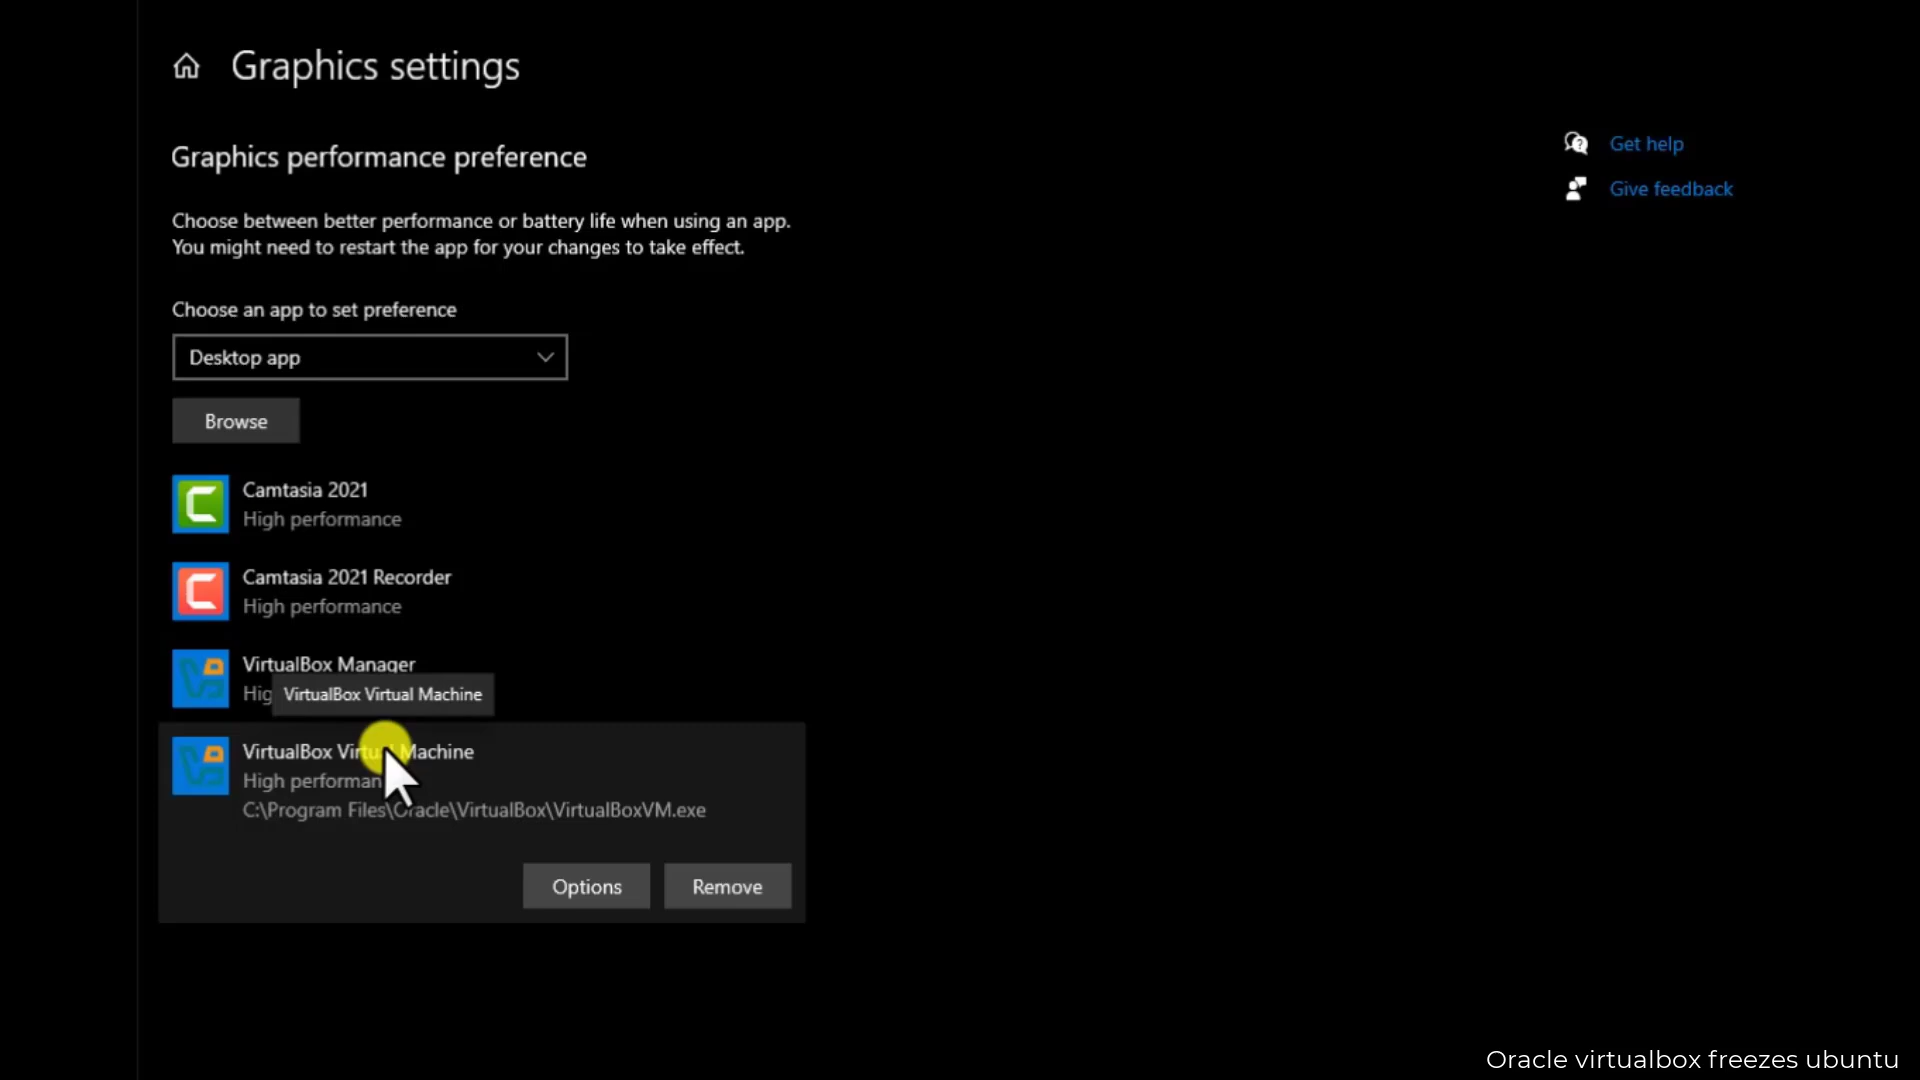 Graphics settings
Graphics performance preference
Get help
Give feedback
Choose between better performance or battery life when using an app.
You might need to restart the app for your changes to take effect.
Choose an app to set preference
Desktop app
Browse
Camtasia 2021
High performance
Camtasia 2021 Recorder
High performance
VirtualBox Manager
Hig
VirtualBox Virtual Machine
VirtualBox Virtual Machine
High performan
C:\Program Files\Oracle\VirtualBox\VirtualBoxVM.exe
Options
Remove
Oracle virtualbox freezes ubuntu